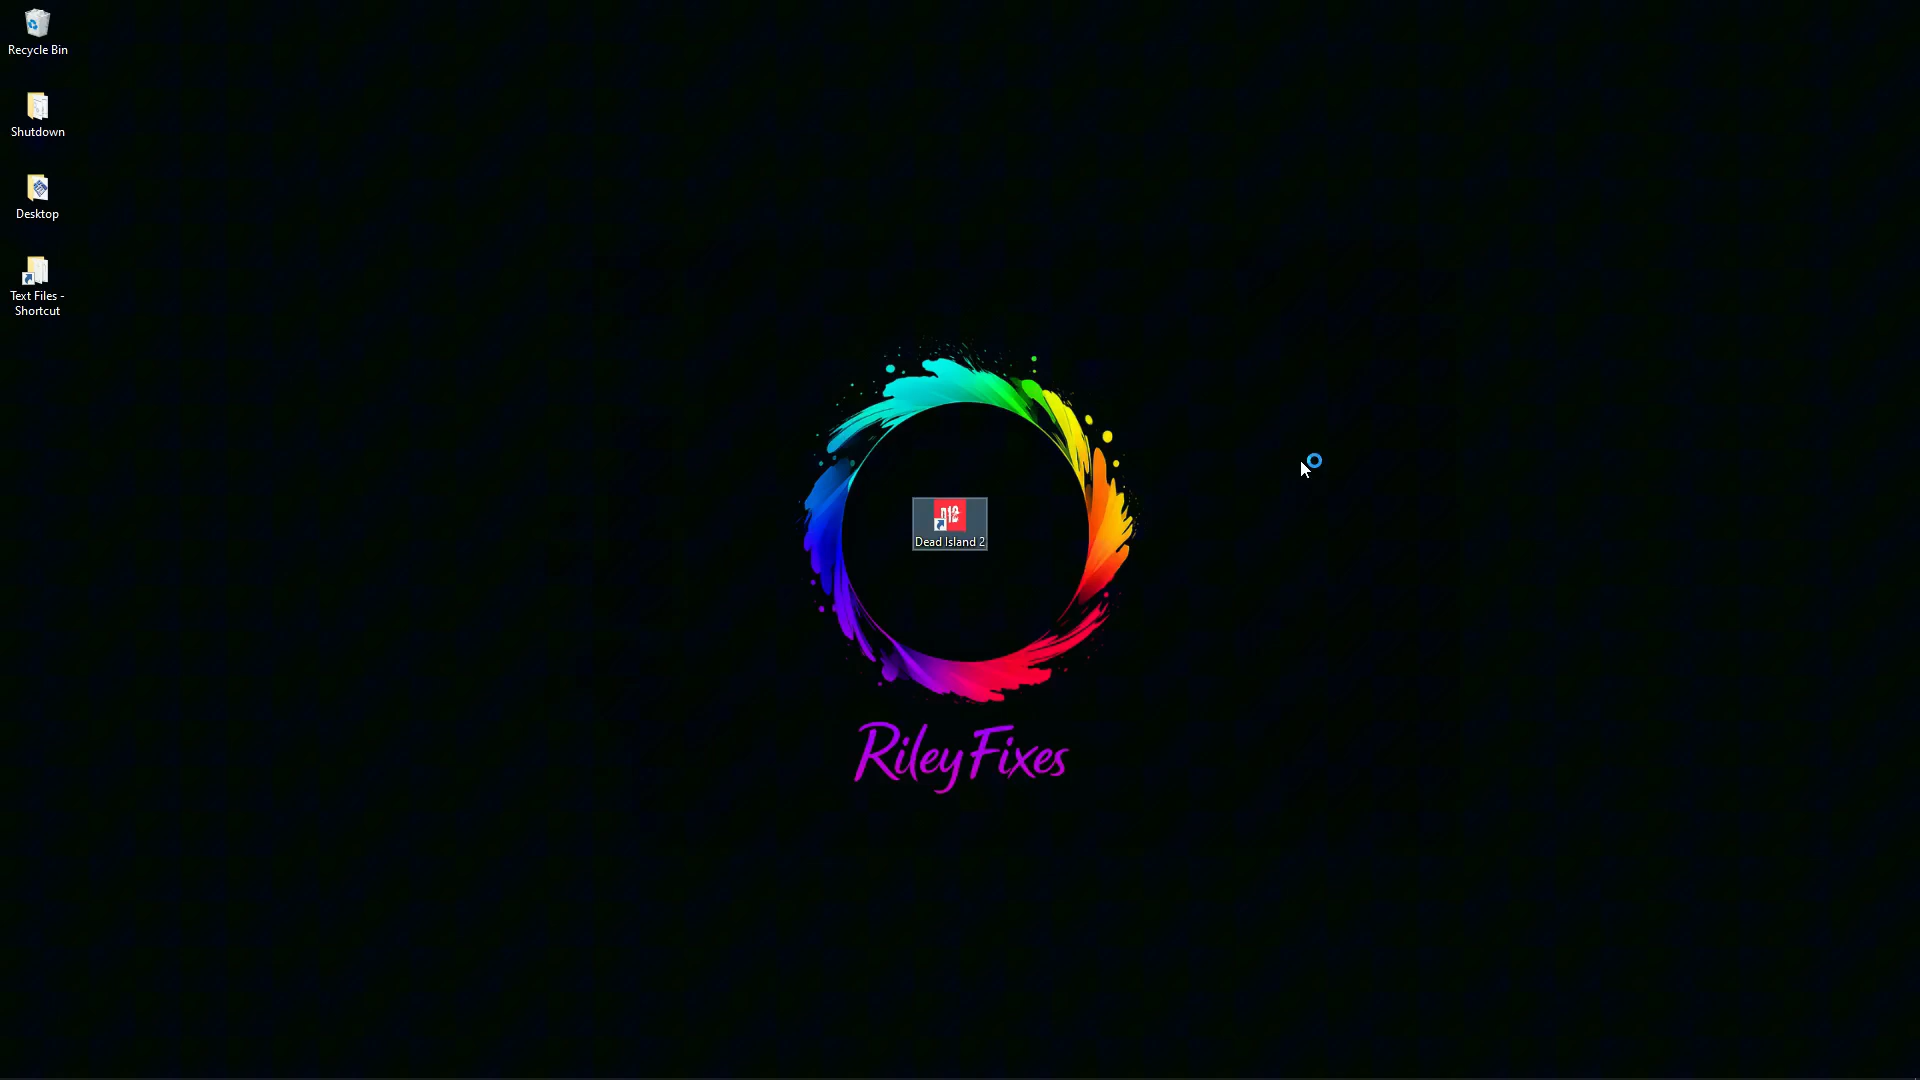 Recycle Bin
Shutdown
Desktop
Text Files -
Shortcut
Dead Island 2
RileyFixes